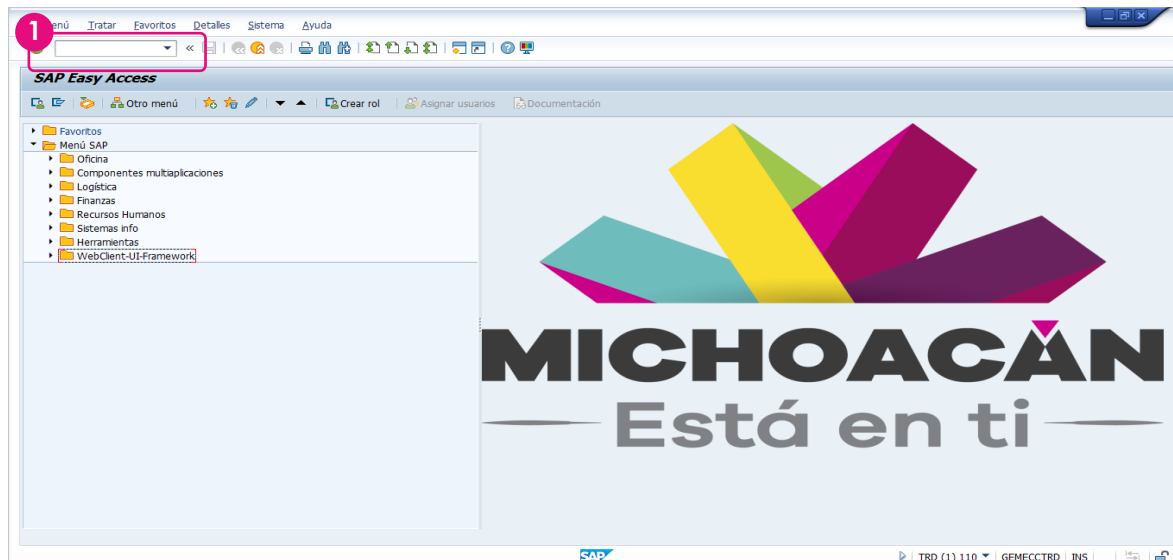 1
enú Tratar Favoritos Detalles Sistema Ayuda
SAP Easy Access
Otro menú Crear rol Asignar usuarios Documentación
Favoritos
Menú SAP
Oficina
Componentes multiaplicaciones
Logística
Finanzas
Recursos Humanos
Sistemas info
Herramientas
WebClient-UI-Framework
MICHOACÁN
Está en ti
SAP
TRD (1) 110 GEMECCTRD INS